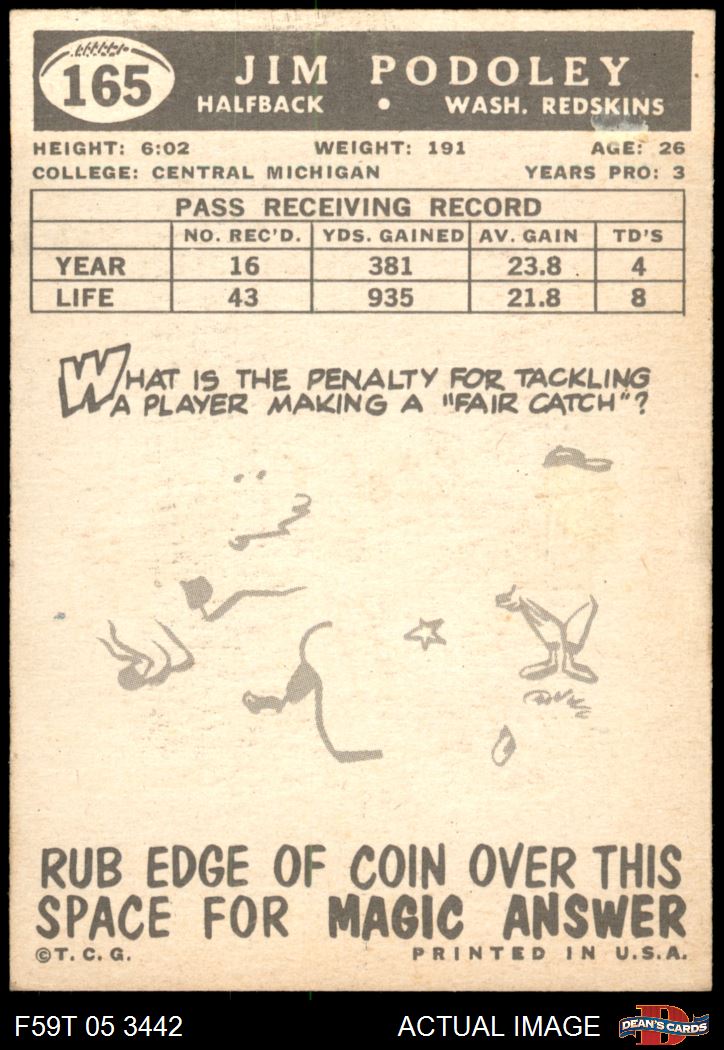 165
JIM PODOLEY
HALFBACK • WASH. REDSKINS
HEIGHT: 6:02 WEIGHT: 191 AGE: 26
COLLEGE: CENTRAL MICHIGAN YEARS PRO: 3
PASS RECEIVING RECORD
NO. REC'D. YDS. GAINED AV. GAIN TD'S
YEAR 16 381 23.8 4
LIFE 43 935 21.8 8
WHAT IS THE PENALTY FOR TACKLING
A PLAYER MAKING A "FAIR CATCH"?
RUB EDGE OF COIN OVER THIS
SPACE FOR MAGIC ANSWER
©T.C.G. PRINTED IN U.S.A.
F59T 05 3442 ACTUAL IMAGE DEAN'S CARDS